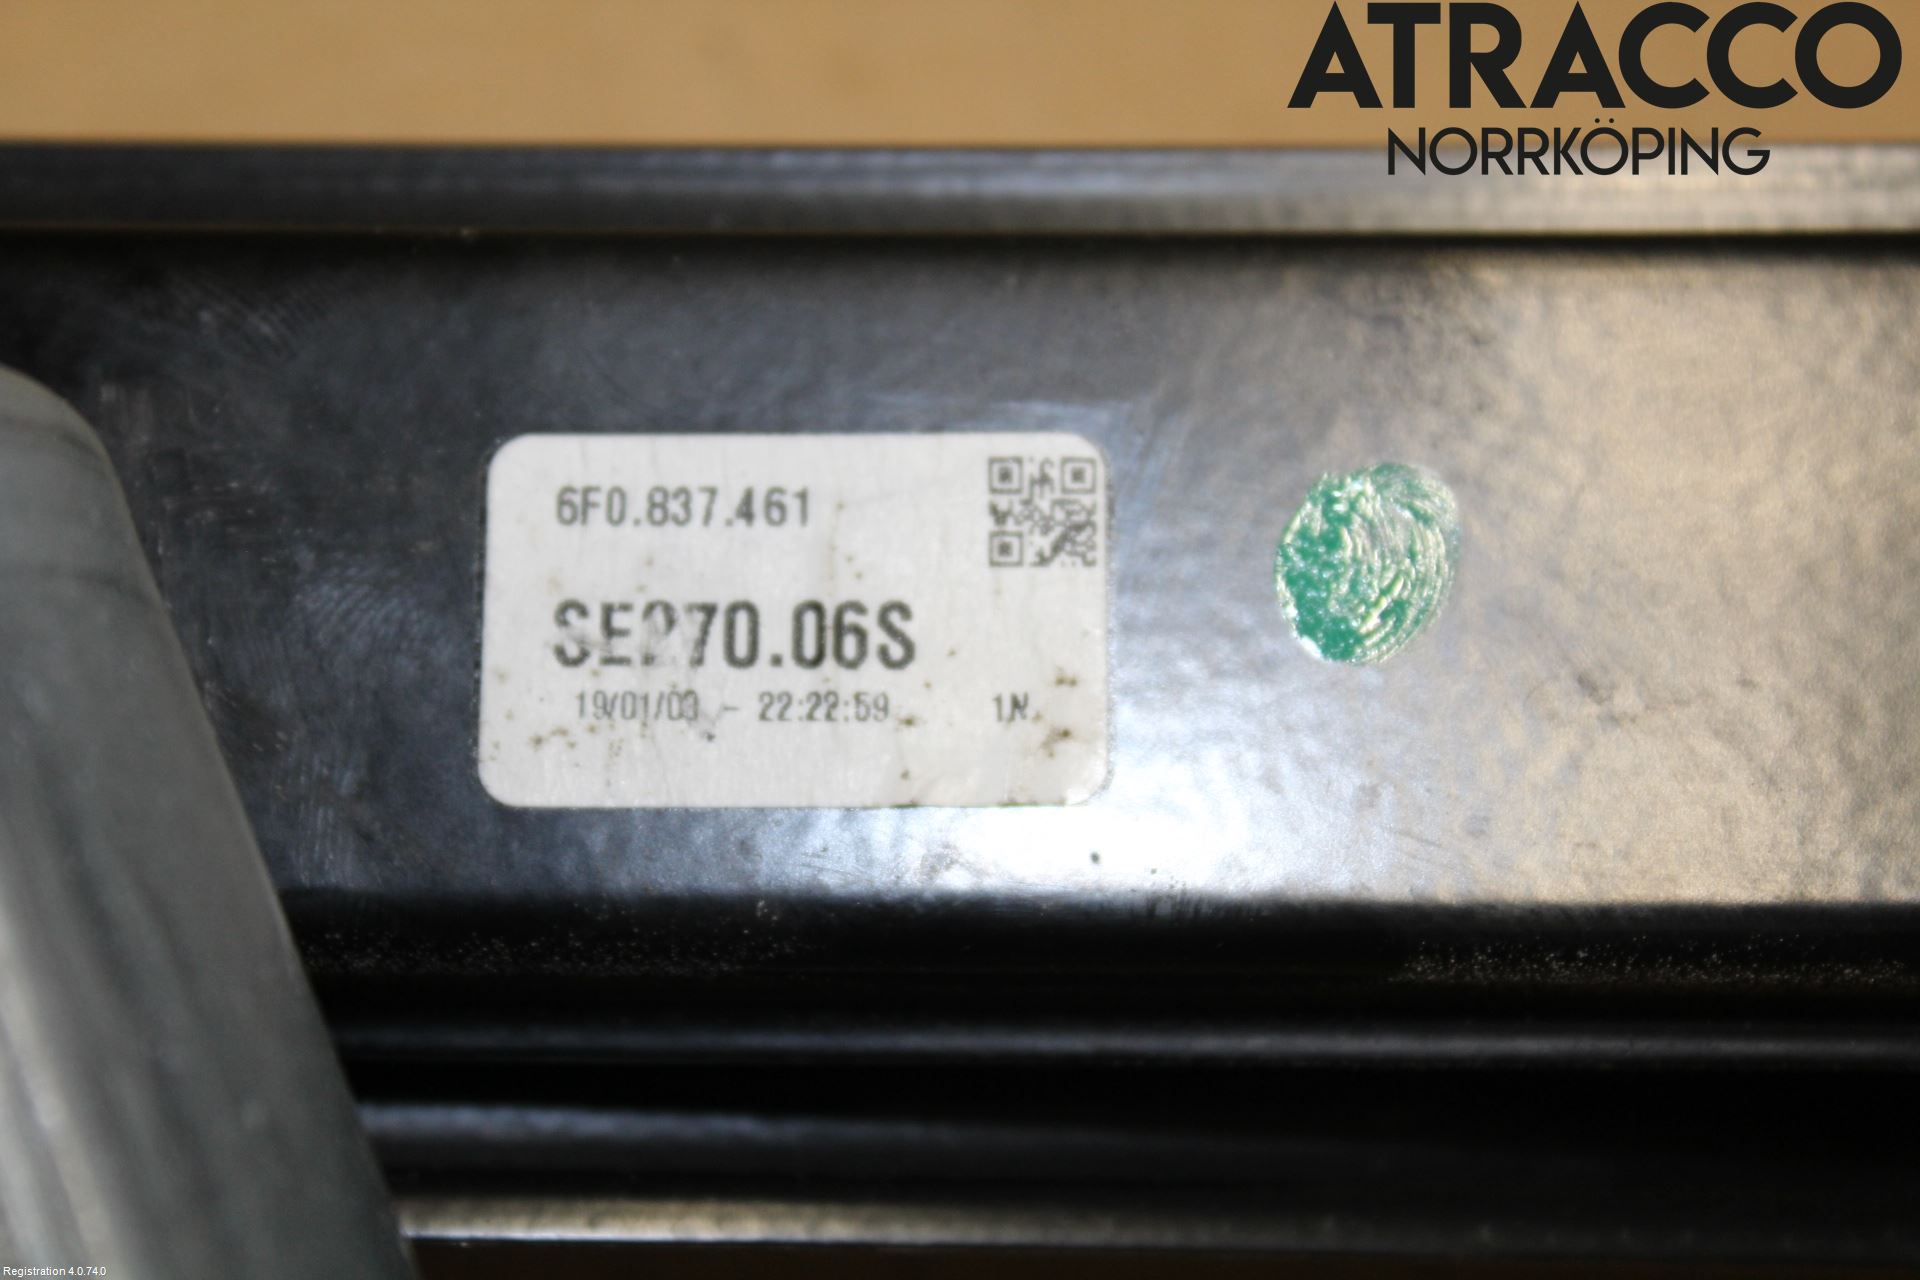 ATRACCO
NORRKÖPING
6F0.837.461
SE270.06S
19/01/03 - 22:22:59 1N
Registration 4.0.74.0